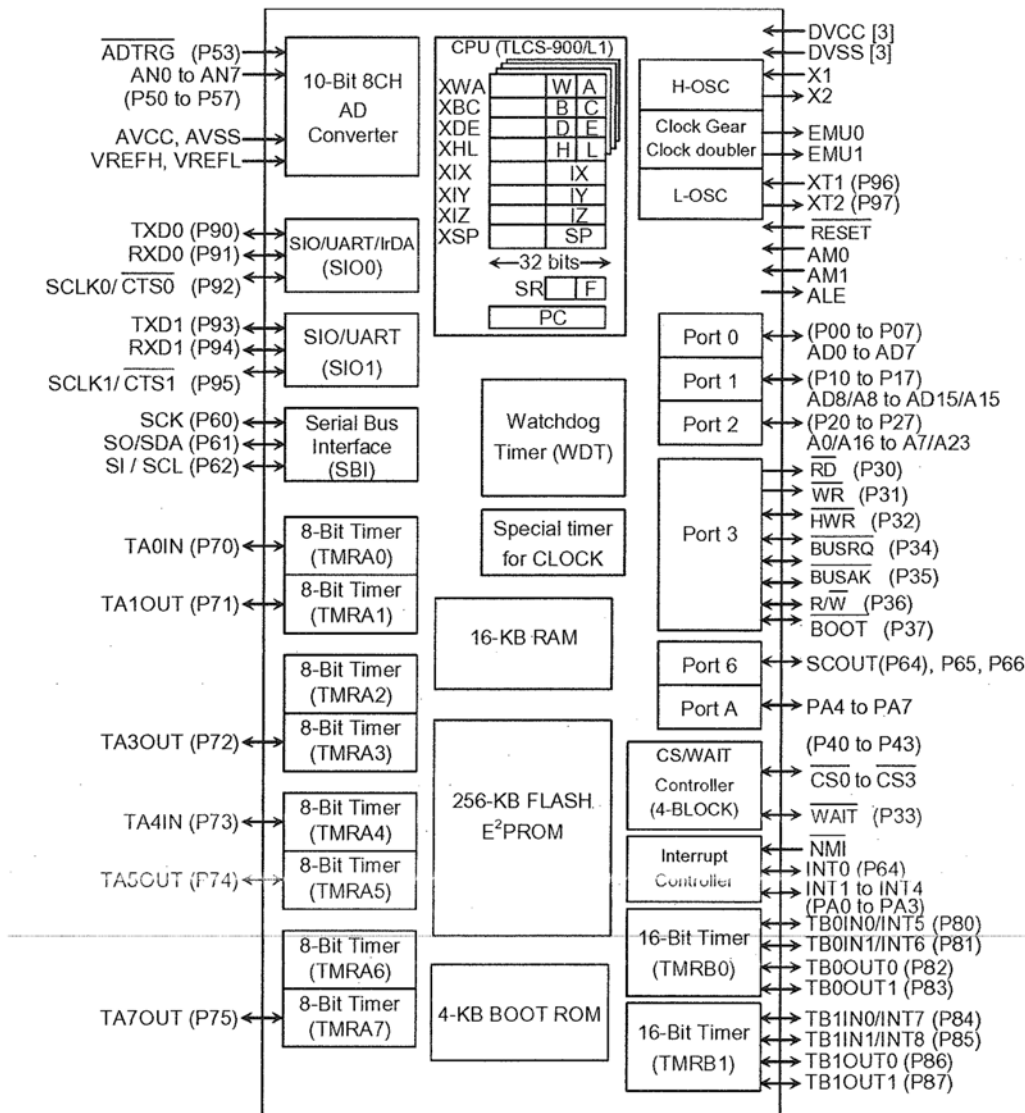 ADTRG (P53)
AN0 to AN7
(P50 to P57)
AVCC, AVSS
VREFH, VREFL
10-Bit 8CH
AD
Converter
TXD0 (P90)
RXD0 (P91)
SCLK0/ CTS0 (P92)
SIO/UART/IrDA
(SIO0)
TXD1 (P93)
RXD1 (P94)
SCLK1/ CTS1 (P95)
SIO/UART
(SIO1)
SCK (P60)
SO/SDA (P61)
SI / SCL (P62)
Serial Bus
Interface
(SBI)
TA0IN (P70)
8-Bit Timer
(TMRA0)
TA1OUT (P71)
8-Bit Timer
(TMRA1)
8-Bit Timer
(TMRA2)
TA3OUT (P72)
8-Bit Timer
(TMRA3)
TA4IN (P73)
8-Bit Timer
(TMRA4)
TA5OUT (P74)
8-Bit Timer
(TMRA5)
8-Bit Timer
(TMRA6)
TA7OUT (P75)
8-Bit Timer
(TMRA7)
CPU (TLCS-900/L1)
XWA W A
XBC B C
XDE D E
XHL H L
XIX IX
XIY IY
XIZ IZ
XSP SP
32 bits
SR F
PC
Watchdog
Timer (WDT)
Special timer
for CLOCK
16-KB RAM
256-KB FLASH
E²PROM
4-KB BOOT ROM
H-OSC
Clock Gear
Clock doubler
L-OSC
DVCC [3]
DVSS [3]
X1
X2
EMU0
EMU1
XT1 (P96)
XT2 (P97)
RESET
AM0
AM1
ALE
Port 0
(P00 to P07)
AD0 to AD7
Port 1
(P10 to P17)
AD8/A8 to AD15/A15
Port 2
(P20 to P27)
A0/A16 to A7/A23
Port 3
RD (P30)
WR (P31)
HWR (P32)
BUSRQ (P34)
BUSAK (P35)
R/W (P36)
BOOT (P37)
Port 6
SCOUT(P64), P65, P66
Port A
PA4 to PA7
CS/WAIT
Controller
(4-BLOCK)
(P40 to P43)
CS0 to CS3
WAIT (P33)
Interrupt
Controller
NMI
INT0 (P64)
INT1 to INT4
(PA0 to PA3)
16-Bit Timer
(TMRB0)
TB0IN0/INT5 (P80)
TB0IN1/INT6 (P81)
TB0OUT0 (P82)
TB0OUT1 (P83)
16-Bit Timer
(TMRB1)
TB1IN0/INT7 (P84)
TB1IN1/INT8 (P85)
TB1OUT0 (P86)
TB1OUT1 (P87)